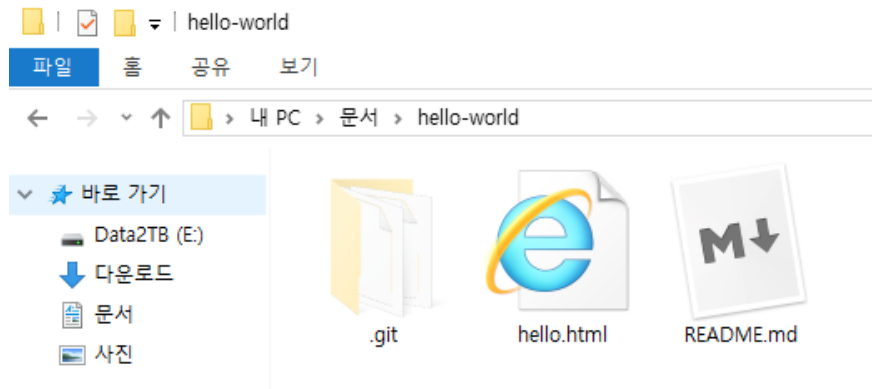 hello-world
파일 홈 공유 보기
내 PC > 문서 > hello-world
바로 가기
Data2TB (E:)
다운로드
문서
사진
.git hello.html README.md